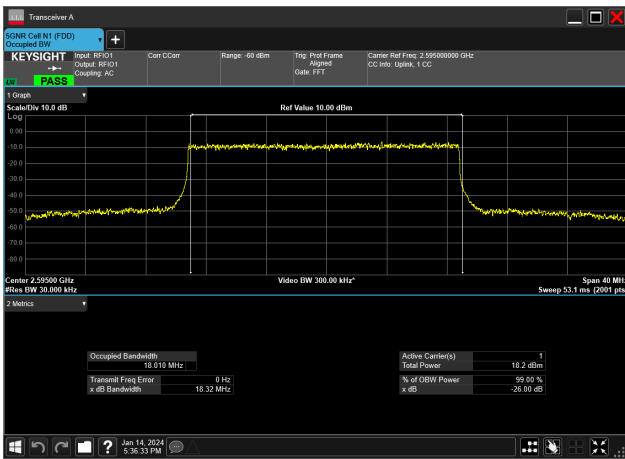 Transceiver A
5GNR Cell N1 (FDD)
Occupied BW
KEYSIGHT
LXI
PASS
Input: RFIO1
Output: RFIO1
Coupling: AC
Corr CCorr
Range: -60 dBm
Trig: Prot Frame
Aligned
Gate: FFT
Carrier Ref Freq: 2.595000000 GHz
CC Info: Uplink, 1 CC
1 Graph
Scale/Div 10.0 dB
Ref Value 10.00 dBm
Log
0.00
-10.0
-20.0
-30.0
-40.0
-50.0
-60.0
-70.0
-80.0
Center 2.59500 GHz
Video BW 300.00 kHz^
Span 40 MHz
#Res BW 30.000 kHz
Sweep 53.1 ms (2001 pts
2 Metrics
Occupied Bandwidth
18.010 MHz
Active Carrier(s) 1
Total Power 18.2 dBm
Transmit Freq Error 0 Hz
x dB Bandwidth 18.32 MHz
% of OBW Power 99.00 %
x dB -26.00 dB
?
Jan 14, 2024
5:36:33 PM